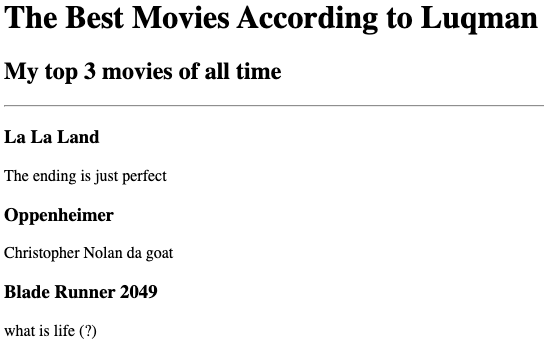 The Best Movies According to Luqman
My top 3 movies of all time
La La Land
The ending is just perfect
Oppenheimer
Christopher Nolan da goat
Blade Runner 2049
what is life (?)